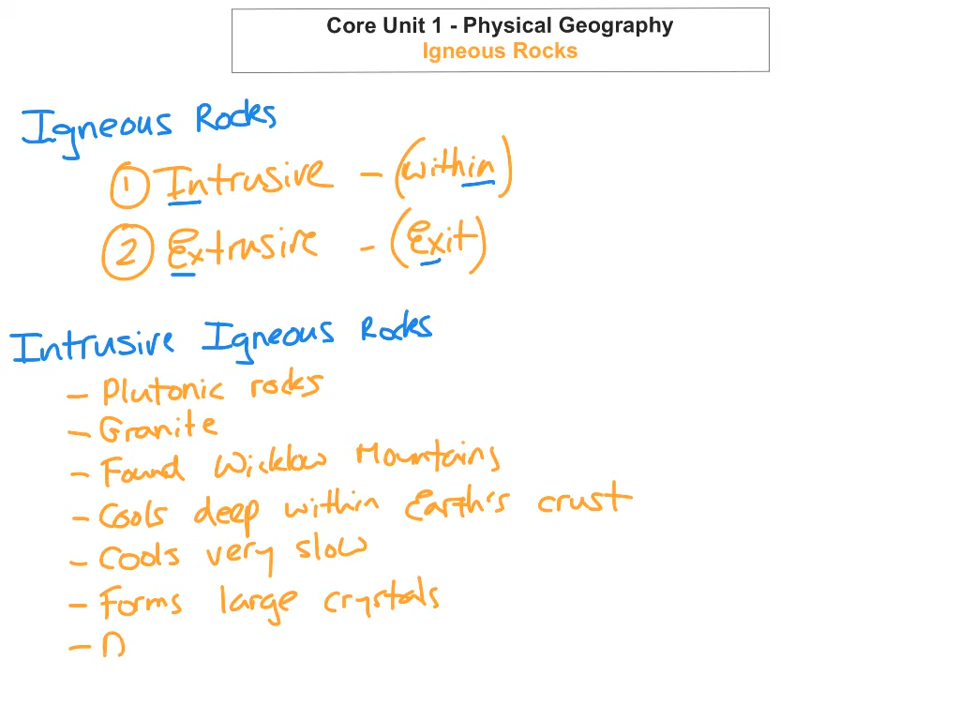 Core Unit 1 - Physical Geography
Igneous Rocks
Igneous Rocks
① Intrusive - (within)
② Extrusive - (Exit)
Intrusive Igneous Rocks
- Plutonic rocks
- Granite
- Found Wicklow Mountains
- Cools deep within Earth's crust
- Cools very slow
- Forms large crystals
- D